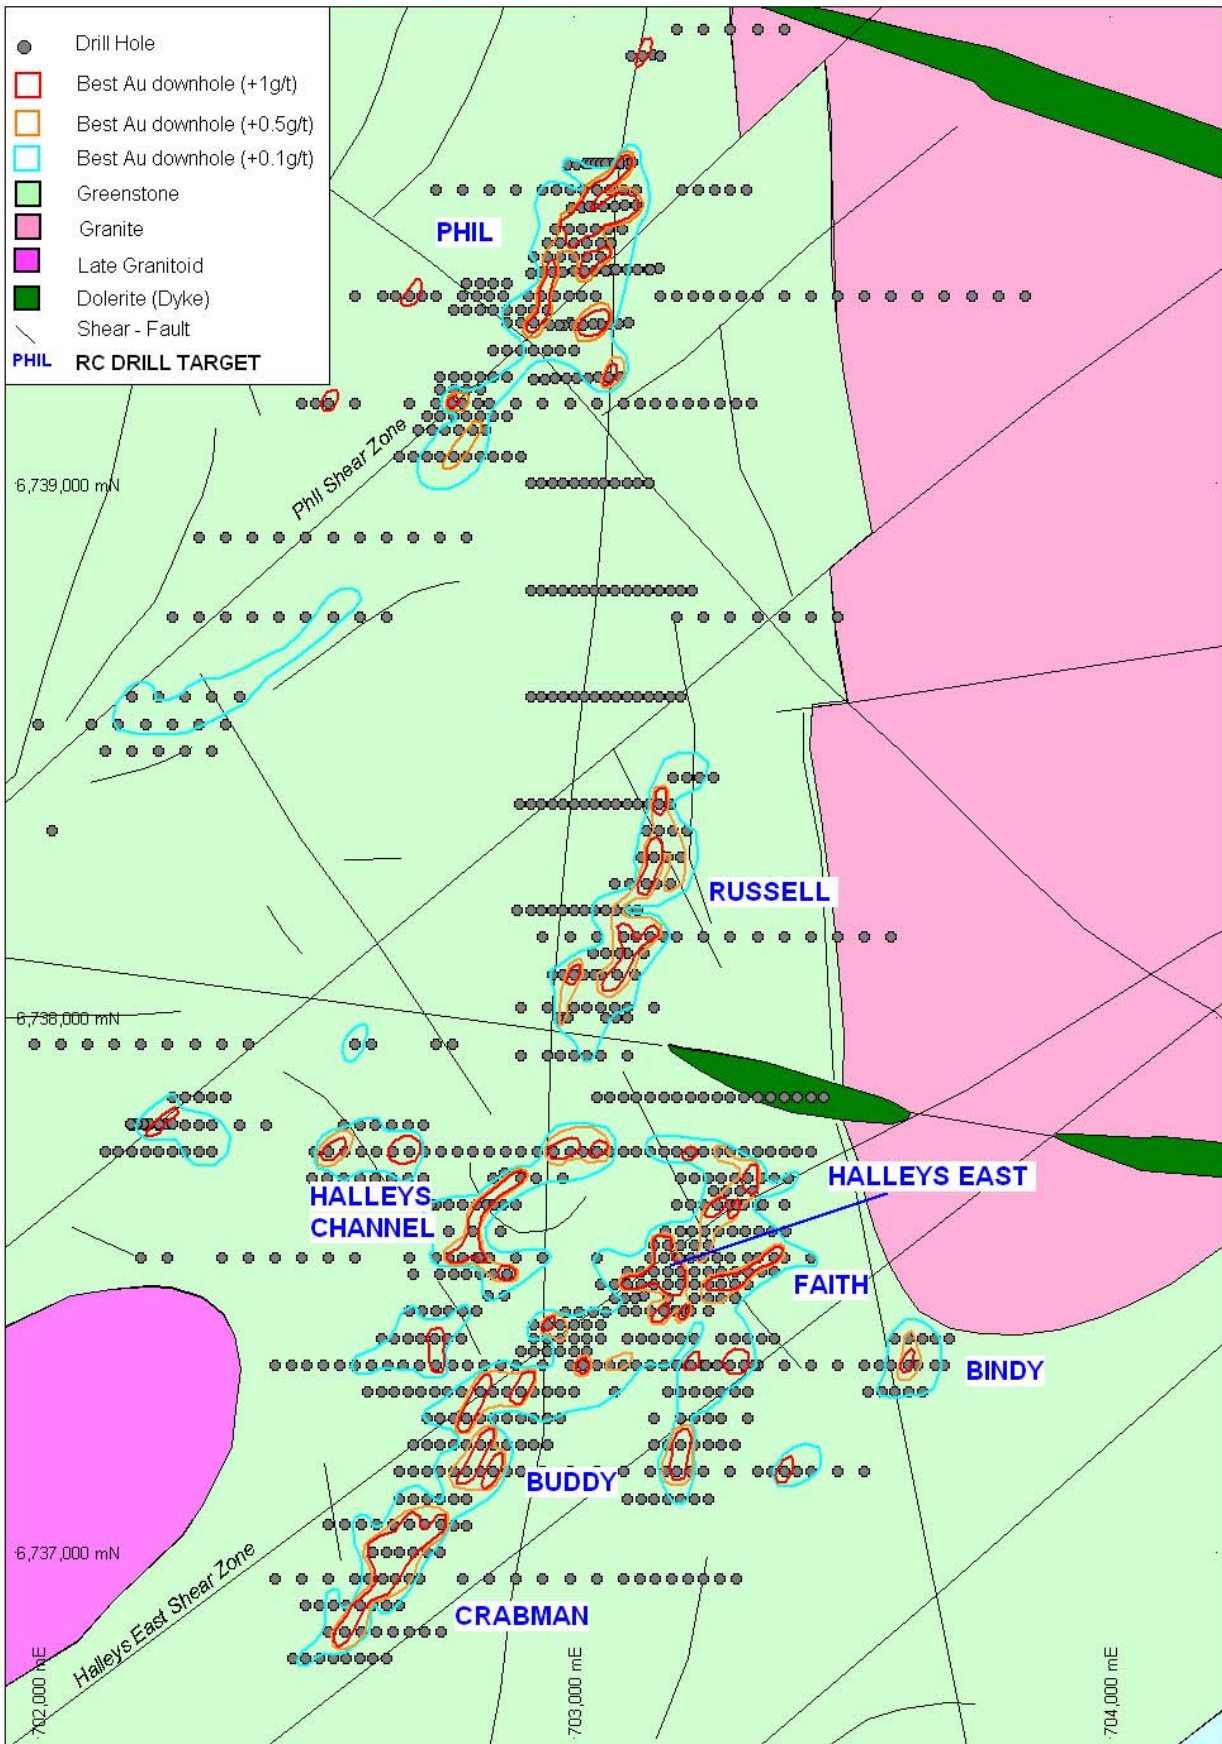 Drill Hole
Best Au downhole (+1g/t)
Best Au downhole (+0.5g/t)
Best Au downhole (+0.1g/t)
Greenstone
Granite
Late Granitoid
Dolerite (Dyke)
Shear - Fault
PHIL RC DRILL TARGET
PHIL
Phil Shear Zone
6,739,000 mN
RUSSELL
6,738,000 mN
HALLEYS EAST
HALLEYS
CHANNEL
FAITH
BINDY
BUDDY
6,737,000 mN
Halleys East Shear Zone
CRABMAN
702,000 mE
703,000 mE
704,000 mE